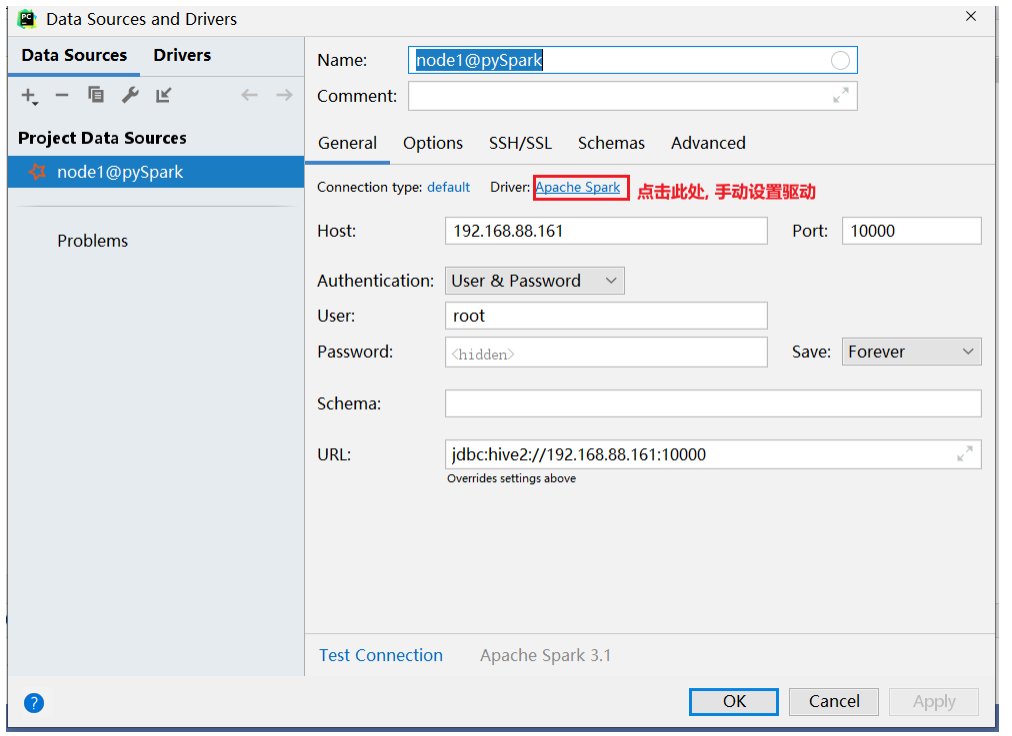 PC Data Sources and Drivers
Data Sources Drivers
Project Data Sources
node1@pySpark
Problems
Name: node1@pySpark
Comment:
General Options SSH/SSL Schemas Advanced
Connection type: default Driver: Apache Spark 点击此处, 手动设置驱动
Host: 192.168.88.161 Port: 10000
Authentication: User & Password
User: root
Password: <hidden> Save: Forever
Schema:
URL: jdbc:hive2://192.168.88.161:10000
Overrides settings above
Test Connection Apache Spark 3.1
? OK Cancel Apply